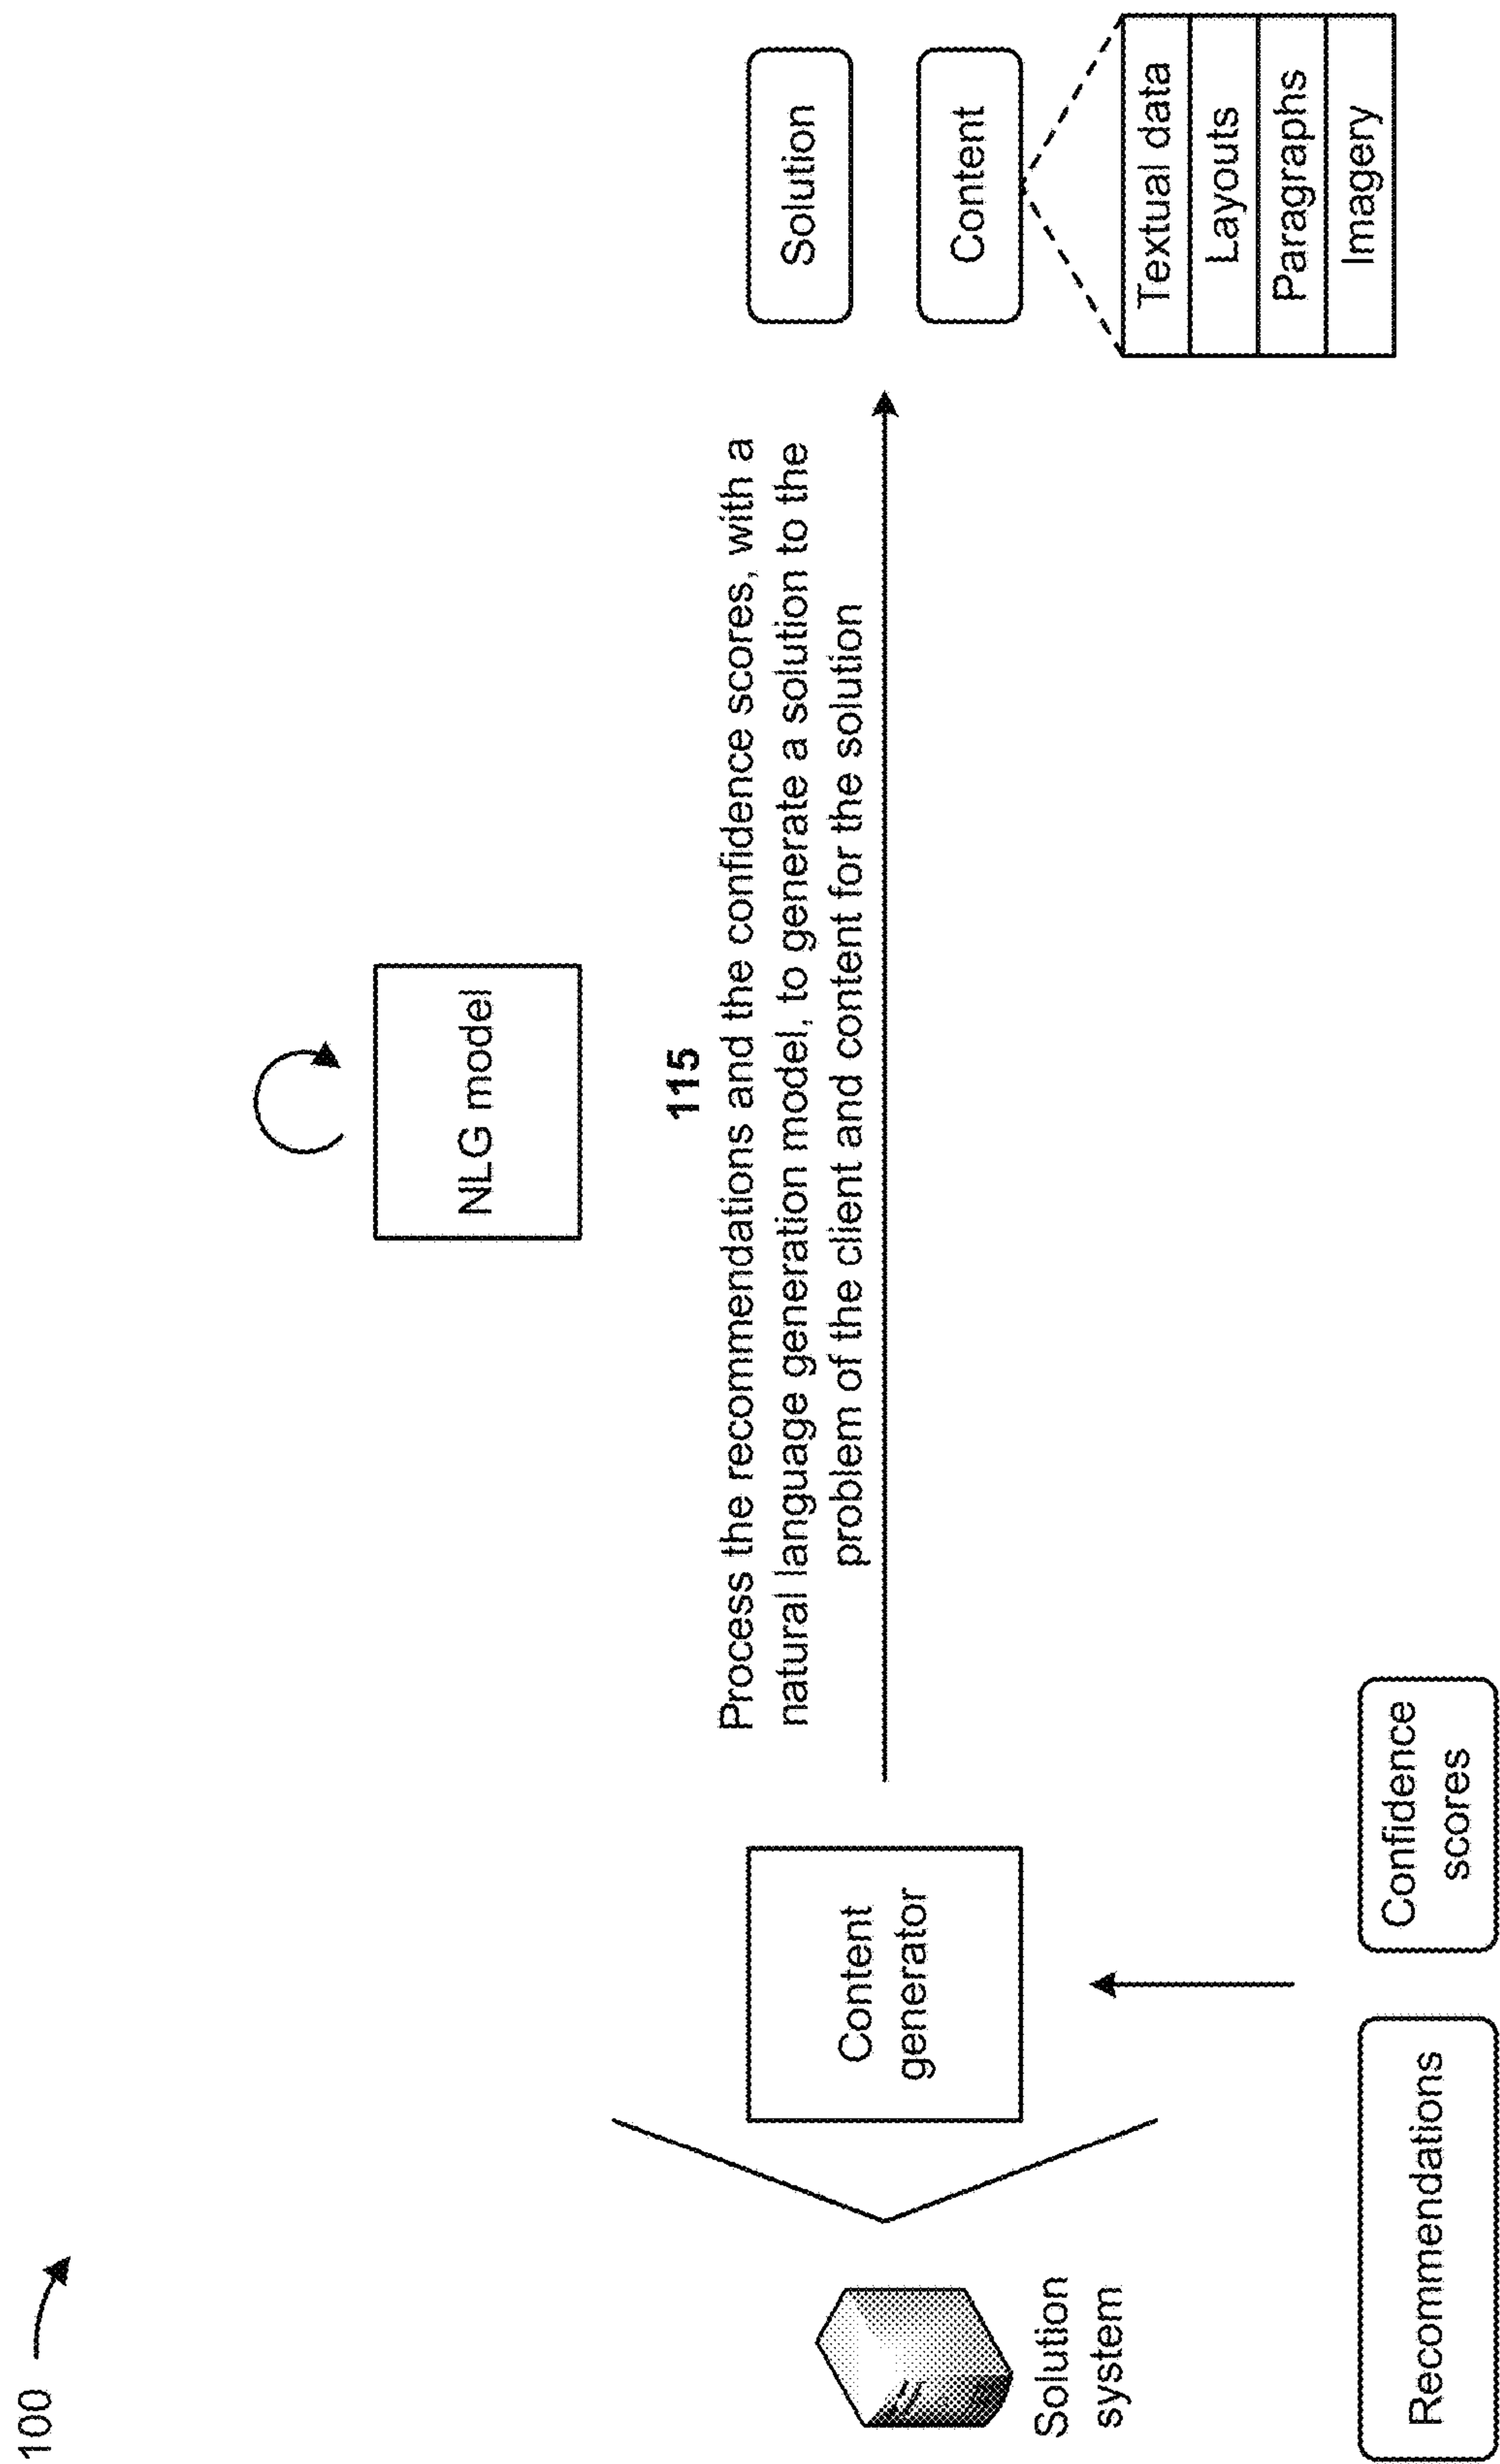 100
NLG model
115
Process the recommendations and the confidence scores, with a
natural language generation model, to generate a solution to the
problem of the client and content for the solution
Solution
system
Content
generator
Recommendations
Confidence
scores
Solution
Content
Textual data
Layouts
Paragraphs
Imagery